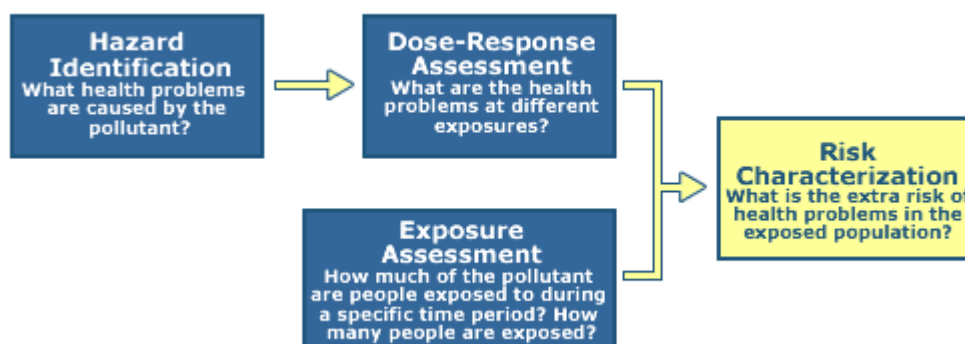 Hazard
Identification
What health problems
are caused by the
pollutant?
Dose-Response
Assessment
What are the health
problems at different
exposures?
Exposure
Assessment
How much of the pollutant
are people exposed to during
a specific time period? How
many people are exposed?
Risk
Characterization
What is the extra risk of
health problems in the
exposed population?